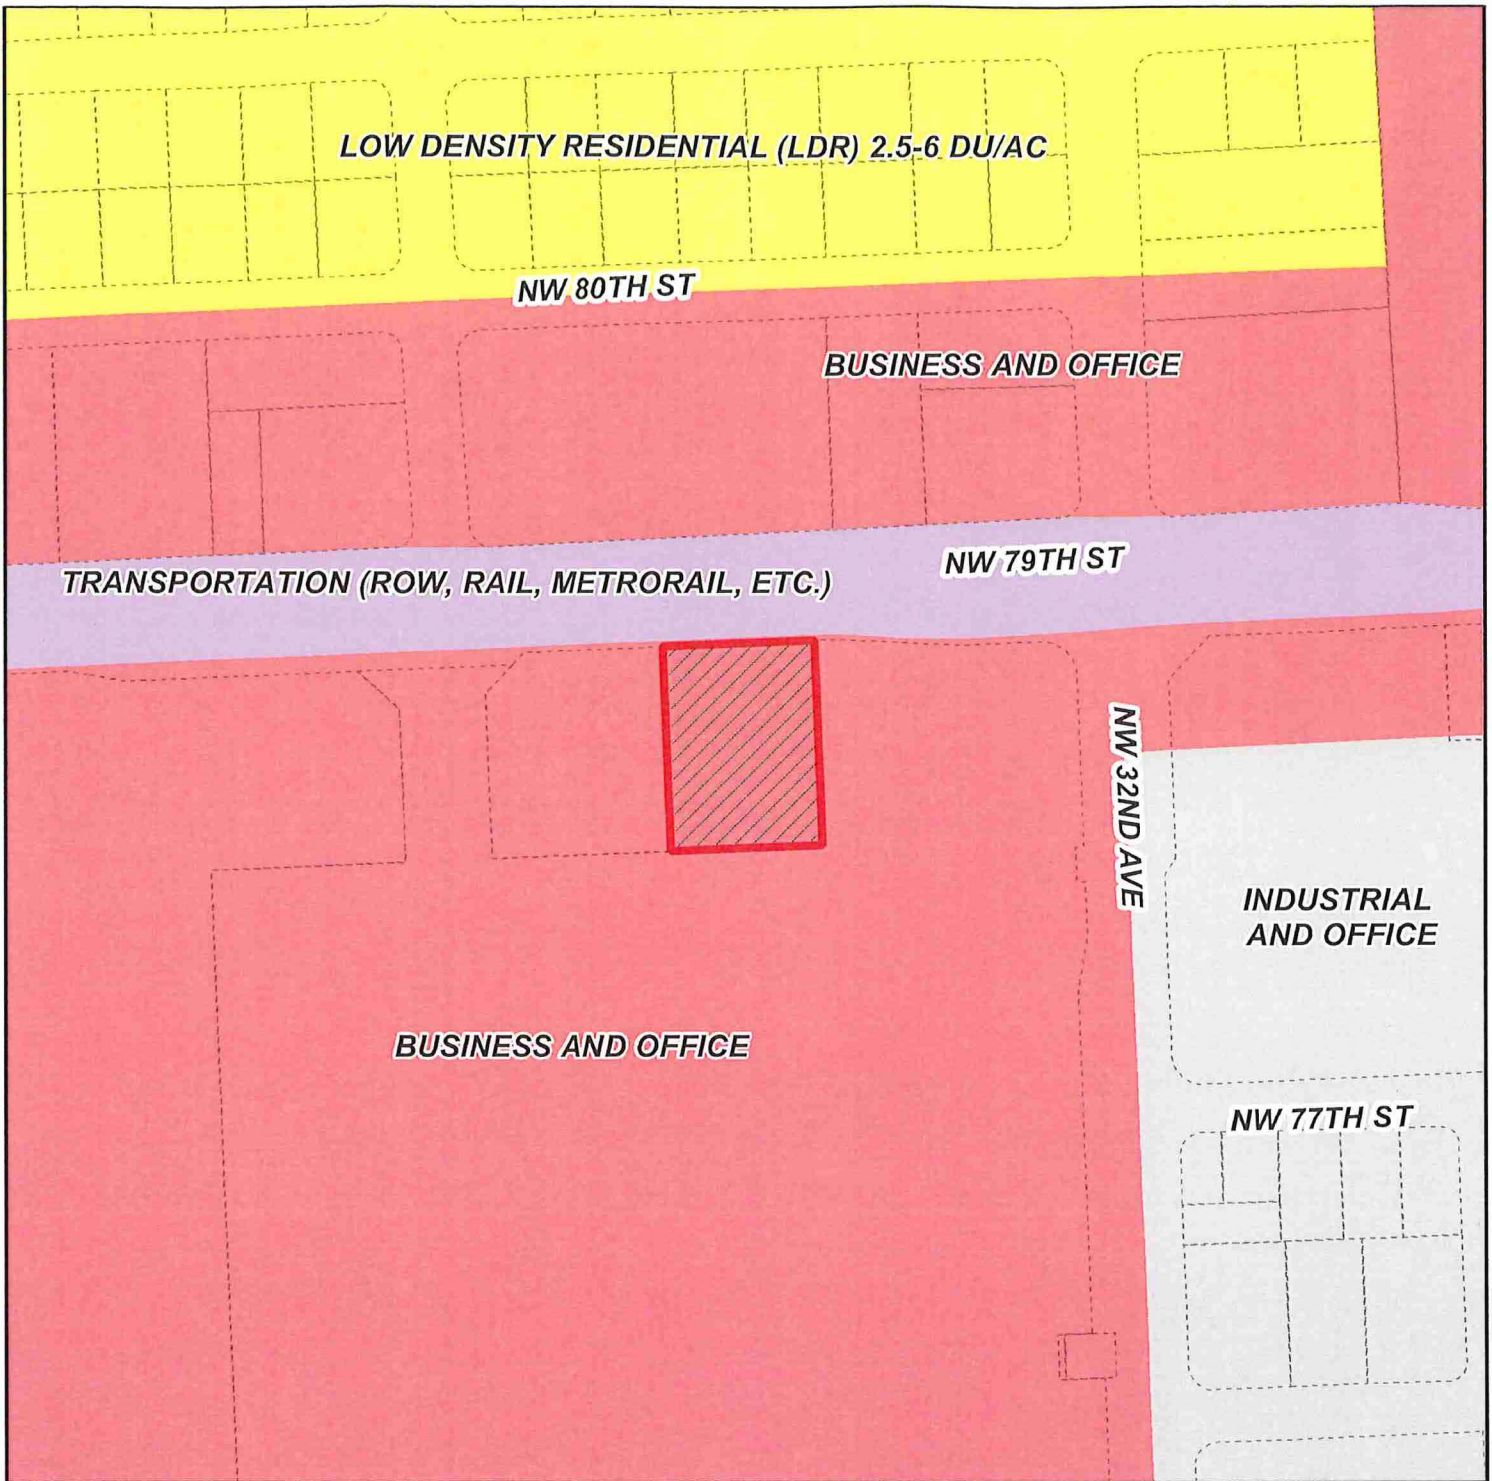 LOW DENSITY RESIDENTIAL (LDR) 2.5-6 DU/AC
NW 80TH ST
BUSINESS AND OFFICE
NW 79TH ST
TRANSPORTATION (ROW, RAIL, METRORAIL, ETC.)
NW 32ND AVE
INDUSTRIAL
AND OFFICE
BUSINESS AND OFFICE
NW 77TH ST